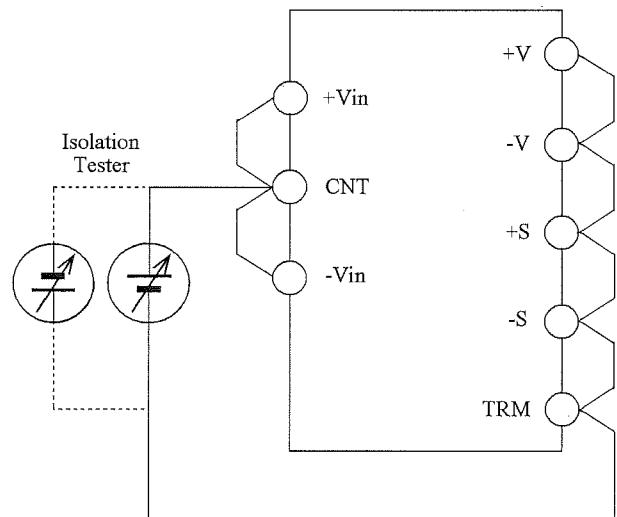 Isolation
Tester
+Vin
CNT
-Vin
+V
-V
+S
-S
TRM